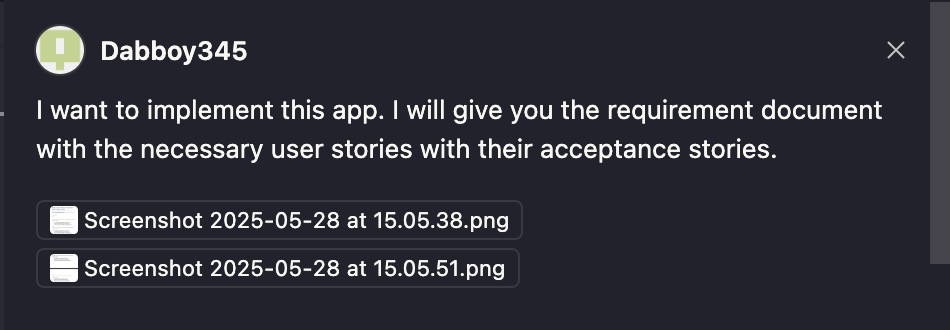 Dabboy345
I want to implement this app. I will give you the requirement document
with the necessary user stories with their acceptance stories.
Screenshot 2025-05-28 at 15.05.38.png
Screenshot 2025-05-28 at 15.05.51.png